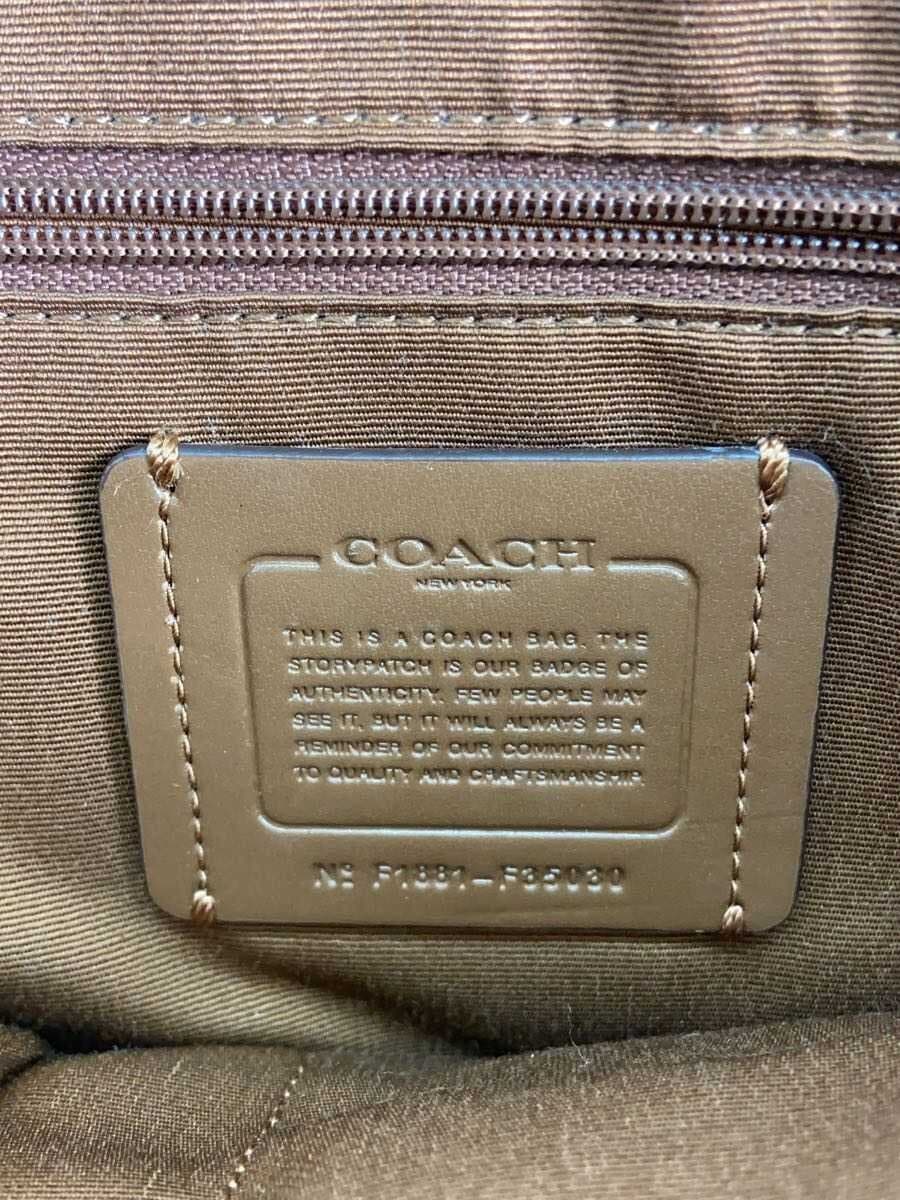 COACH
NEW YORK
THIS IS A COACH BAG. THE
STORYPATCH IS OUR BADGE OF
AUTHENTICITY. FEW PEOPLE MAY
SEE IT, BUT IT WILL ALWAYS BE A
REMINDER OF OUR COMMITMENT
TO QUALITY AND CRAFTSMANSHIP.
Nº F1881-F35030